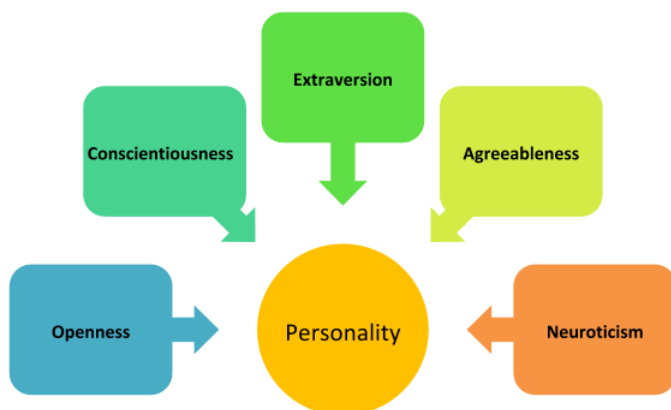 Extraversion
Conscientiousness
Agreeableness
Openness
Personality
Neuroticism